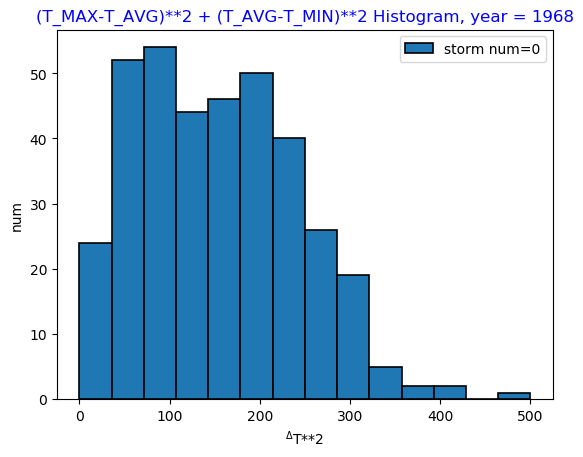 (T_MAX-T_AVG)**2 + (T_AVG-T_MIN)**2 Histogram, year = 1968
storm num=0
50
40
30
20
10
0
num
0 100 200 300 400 500
ΔT**2